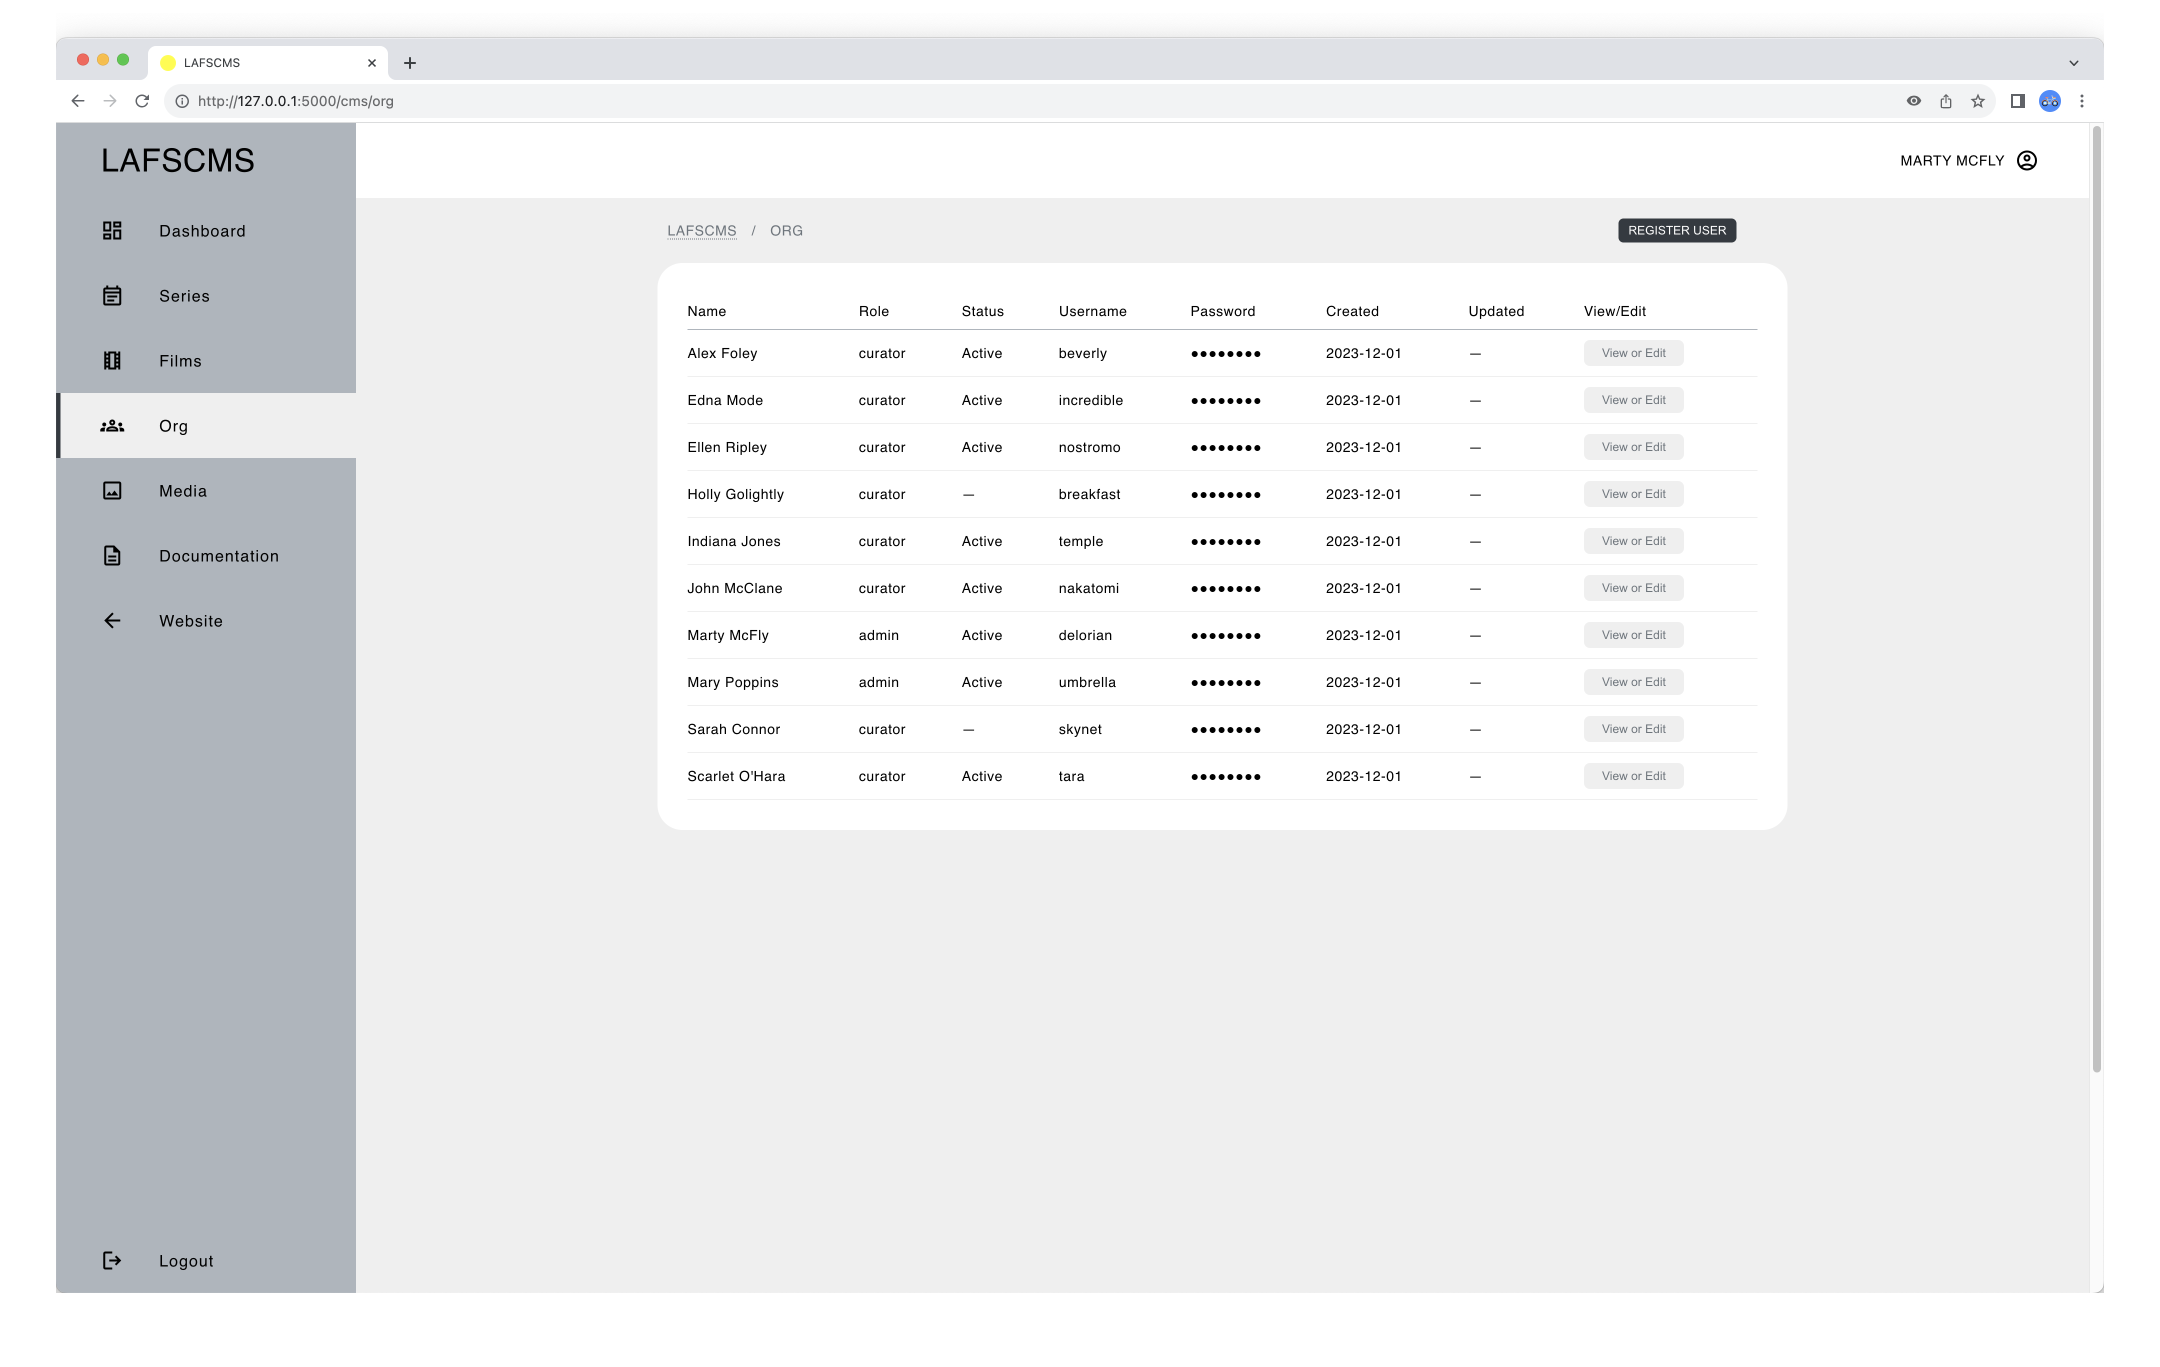 LAFSCMS
http://127.0.0.1:5000/cms/org
LAFSCMS
MARTY MCFLY
Dashboard
Series
Films
Org
Media
Documentation
Website
Logout
LAFSCMS / ORG
REGISTER USER
Name Role Status Username Password Created Updated View/Edit
Alex Foley curator Active beverly ●●●●●●●● 2023-12-01 — View or Edit
Edna Mode curator Active incredible ●●●●●●●● 2023-12-01 — View or Edit
Ellen Ripley curator Active nostromo ●●●●●●●● 2023-12-01 — View or Edit
Holly Golightly curator — breakfast ●●●●●●●● 2023-12-01 — View or Edit
Indiana Jones curator Active temple ●●●●●●●● 2023-12-01 — View or Edit
John McClane curator Active nakatomi ●●●●●●●● 2023-12-01 — View or Edit
Marty McFly admin Active delorian ●●●●●●●● 2023-12-01 — View or Edit
Mary Poppins admin Active umbrella ●●●●●●●● 2023-12-01 — View or Edit
Sarah Connor curator — skynet ●●●●●●●● 2023-12-01 — View or Edit
Scarlet O'Hara curator Active tara ●●●●●●●● 2023-12-01 — View or Edit